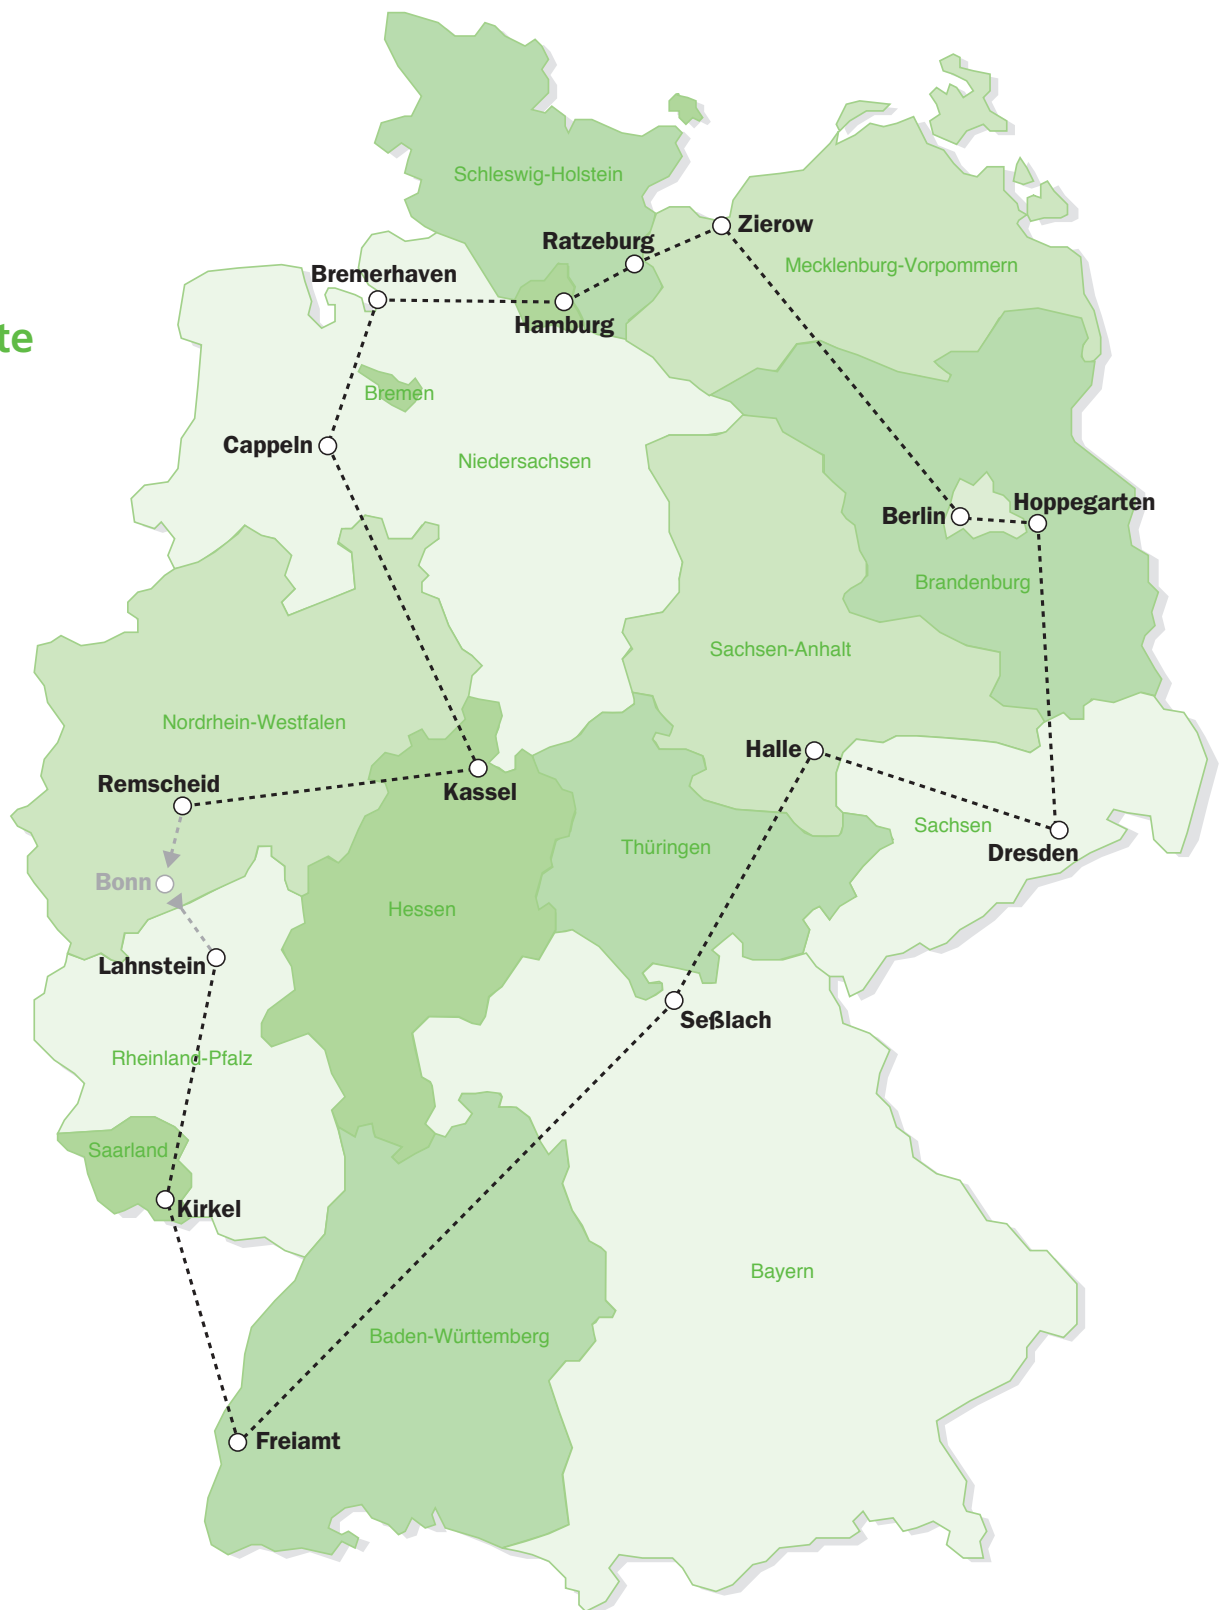 Schleswig-Holstein
Zierow
Ratzeburg
Mecklenburg-Vorpommern
Bremerhaven
Hamburg
te
Bremen
Cappeln
Niedersachsen
Hoppegarten
Berlin
Brandenburg
Sachsen-Anhalt
Nordrhein-Westfalen
Halle
Remscheid
Kassel
Sachsen
Thüringen
Dresden
Bonn
Hessen
Lahnstein
Seßlach
Rheinland-Pfalz
Saarland
Kirkel
Bayern
Baden-Württemberg
Freiamt